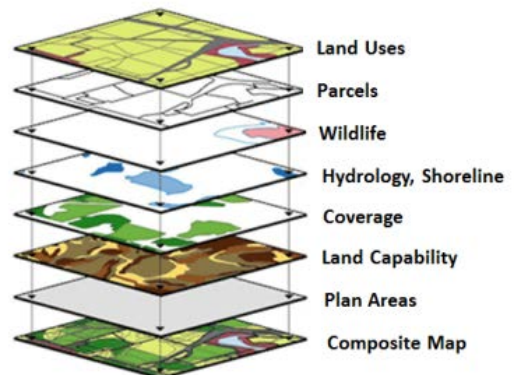 Land Uses
Parcels
Wildlife
Hydrology, Shoreline
Coverage
Land Capability
Plan Areas
Composite Map